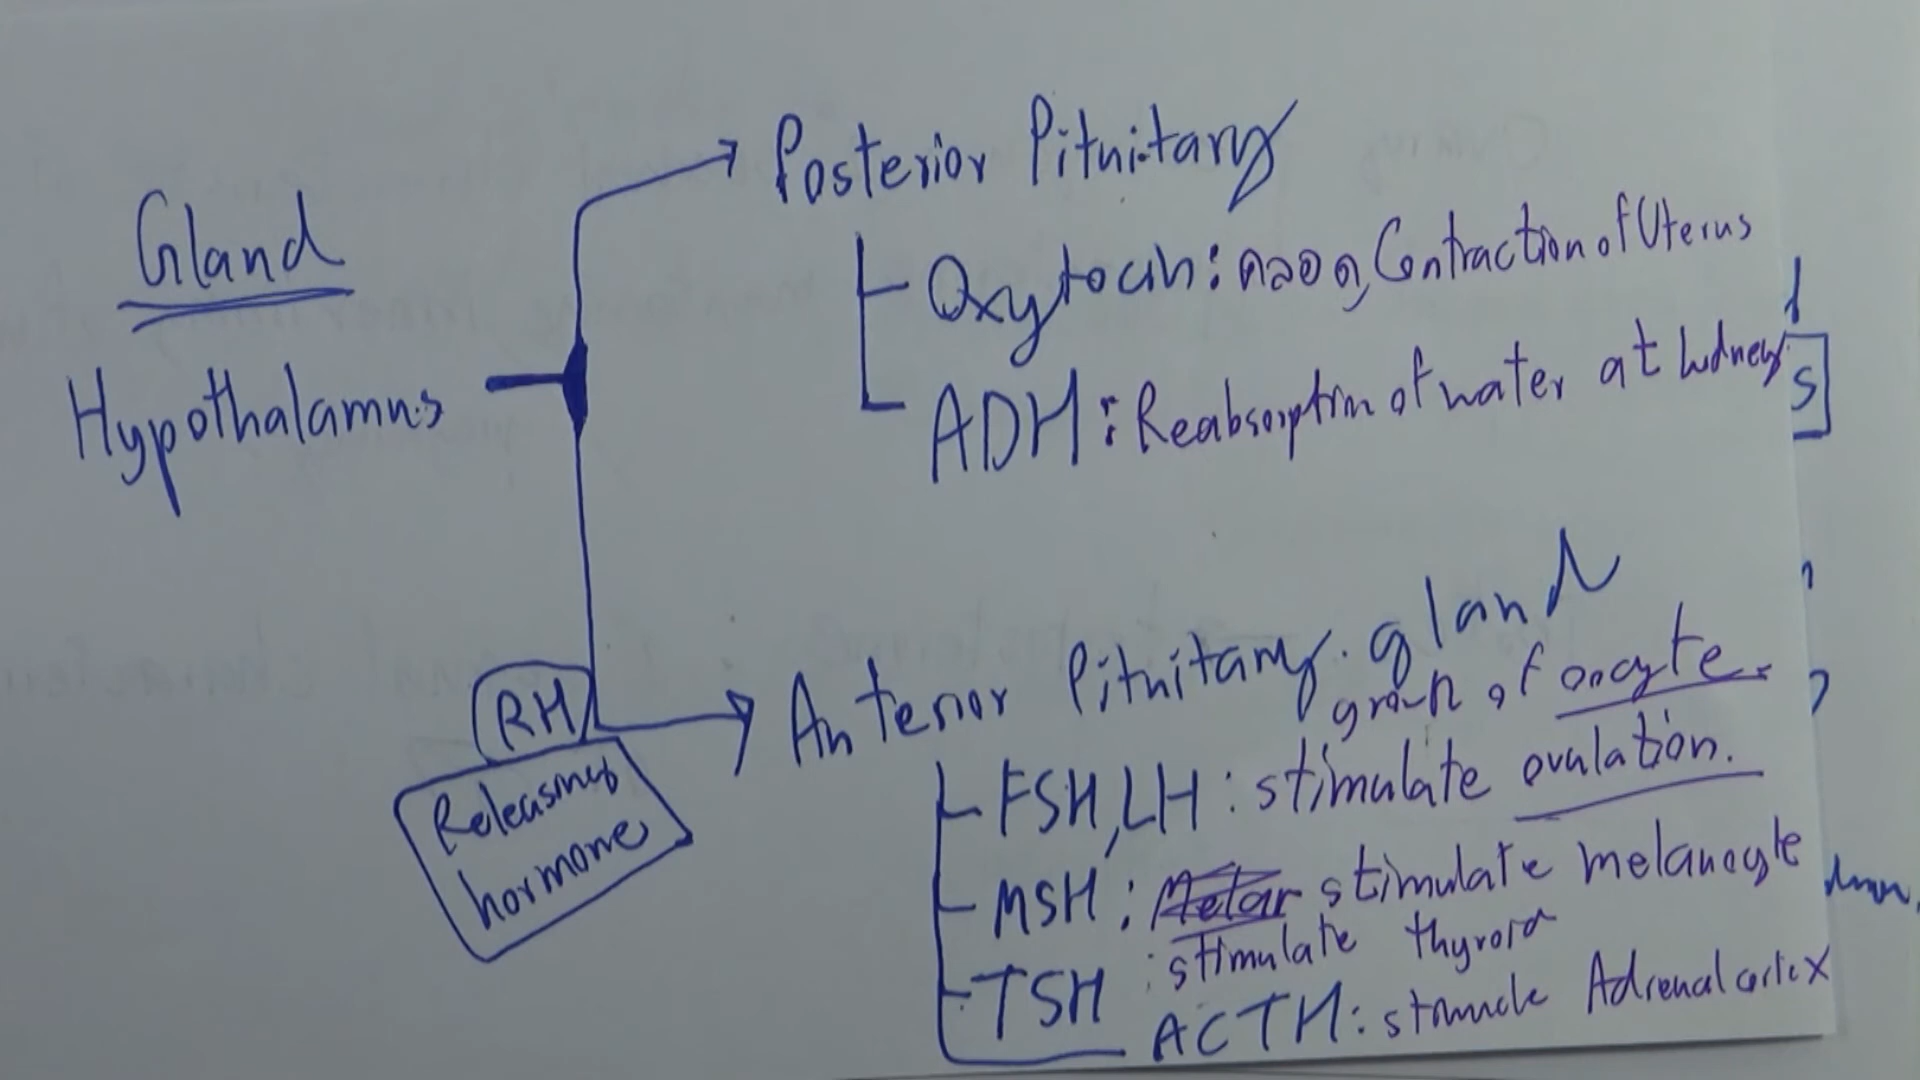 Gland
Hypothalamus
Posterior Pituitary
Oxytocin: คลอด, Contraction of Uterus
ADH: Reabsorption of water at kidney
S
RH
Releasing hormone
Anterior Pituitary gland
growth of oocyte
FSH, LH: stimulate ovulation.
MSH: stimulate melanocyte
TSH: stimulate thyroid
ACTH: stimulate Adrenal cortex